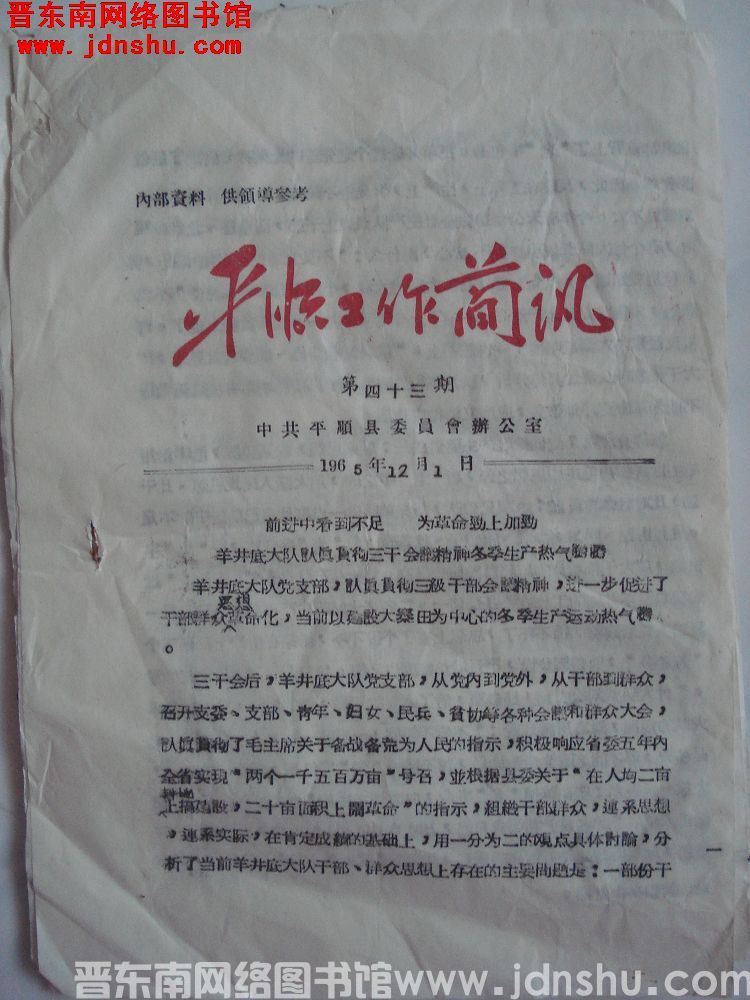 晋东南网络图书馆
www.jdnshu.com
內部資料 供領導參考
平顺工作简讯
第四十三期
中共平順县委員會辦公室
1965年12月1日
前进中看到不足 为革命勁上加勁
羊井底大队认眞貫彻三干会議精神冬季生产热气腾腾
羊井底大队党支部，认眞貫彻三級干部会議精神，进一步促进了
思想
干部群众革命化，当前以建設大寨田为中心的冬季生产运动热气腾腾
。
三干会后，羊井底大队党支部，从党内到党外，从干部到群众，
召开支委、支部、青年、妇女、民兵、貧协等各种会議和群众大会，
认眞貫彻了毛主席关于备战备荒为人民的指示，积极响应省委五年内
全省实现“两个一千五百万亩”号召，並根据县委关于“在人均二亩
耕地
上搞建設，二十亩面积上鬧革命”的指示，組織干部群众，連系思想
，連系实际，在肯定成績的基础上，用一分为二的观点具体討論，分
析了当前羊井底大队干部、群众思想上存在的主要問題是：一部份干
晋东南网络图书馆www.jdnshu.com